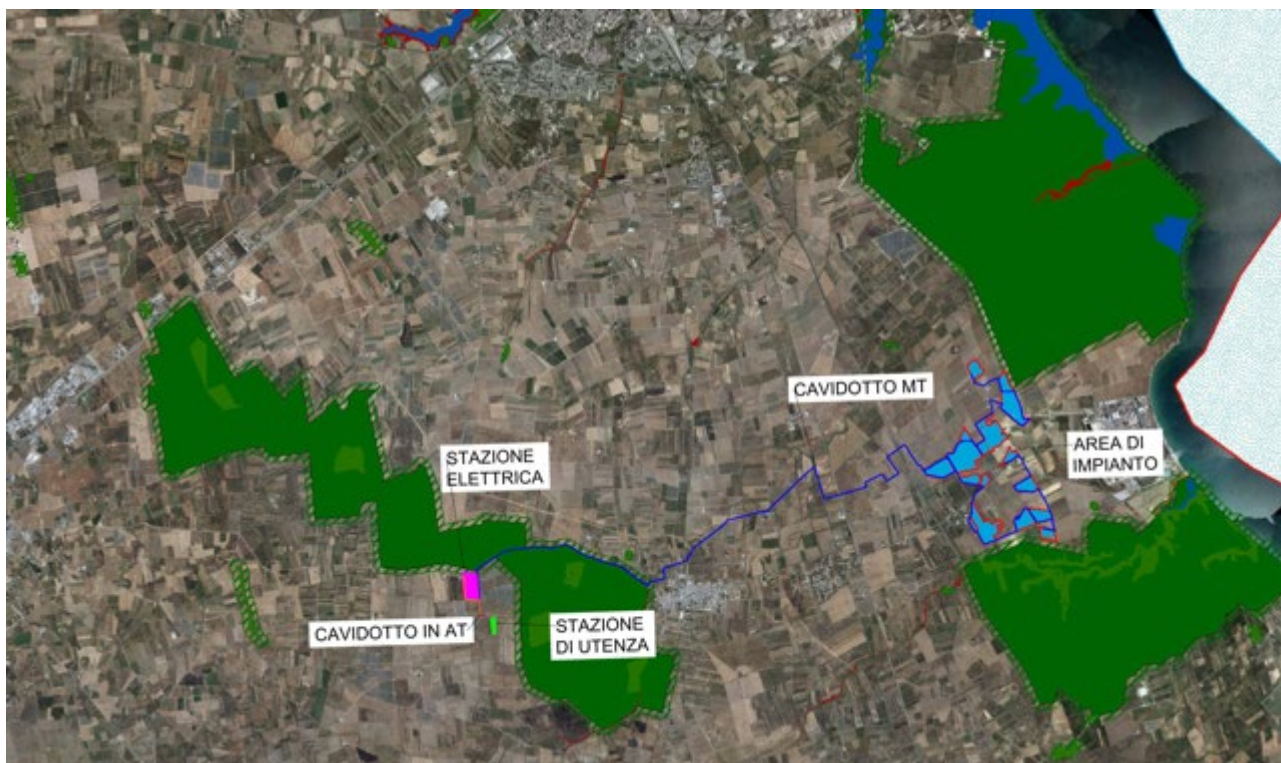 CAVIDOTTO MT
AREA DI
IMPIANTO
STAZIONE
ELETTRICA
CAVIDOTTO IN AT
STAZIONE
DI UTENZA